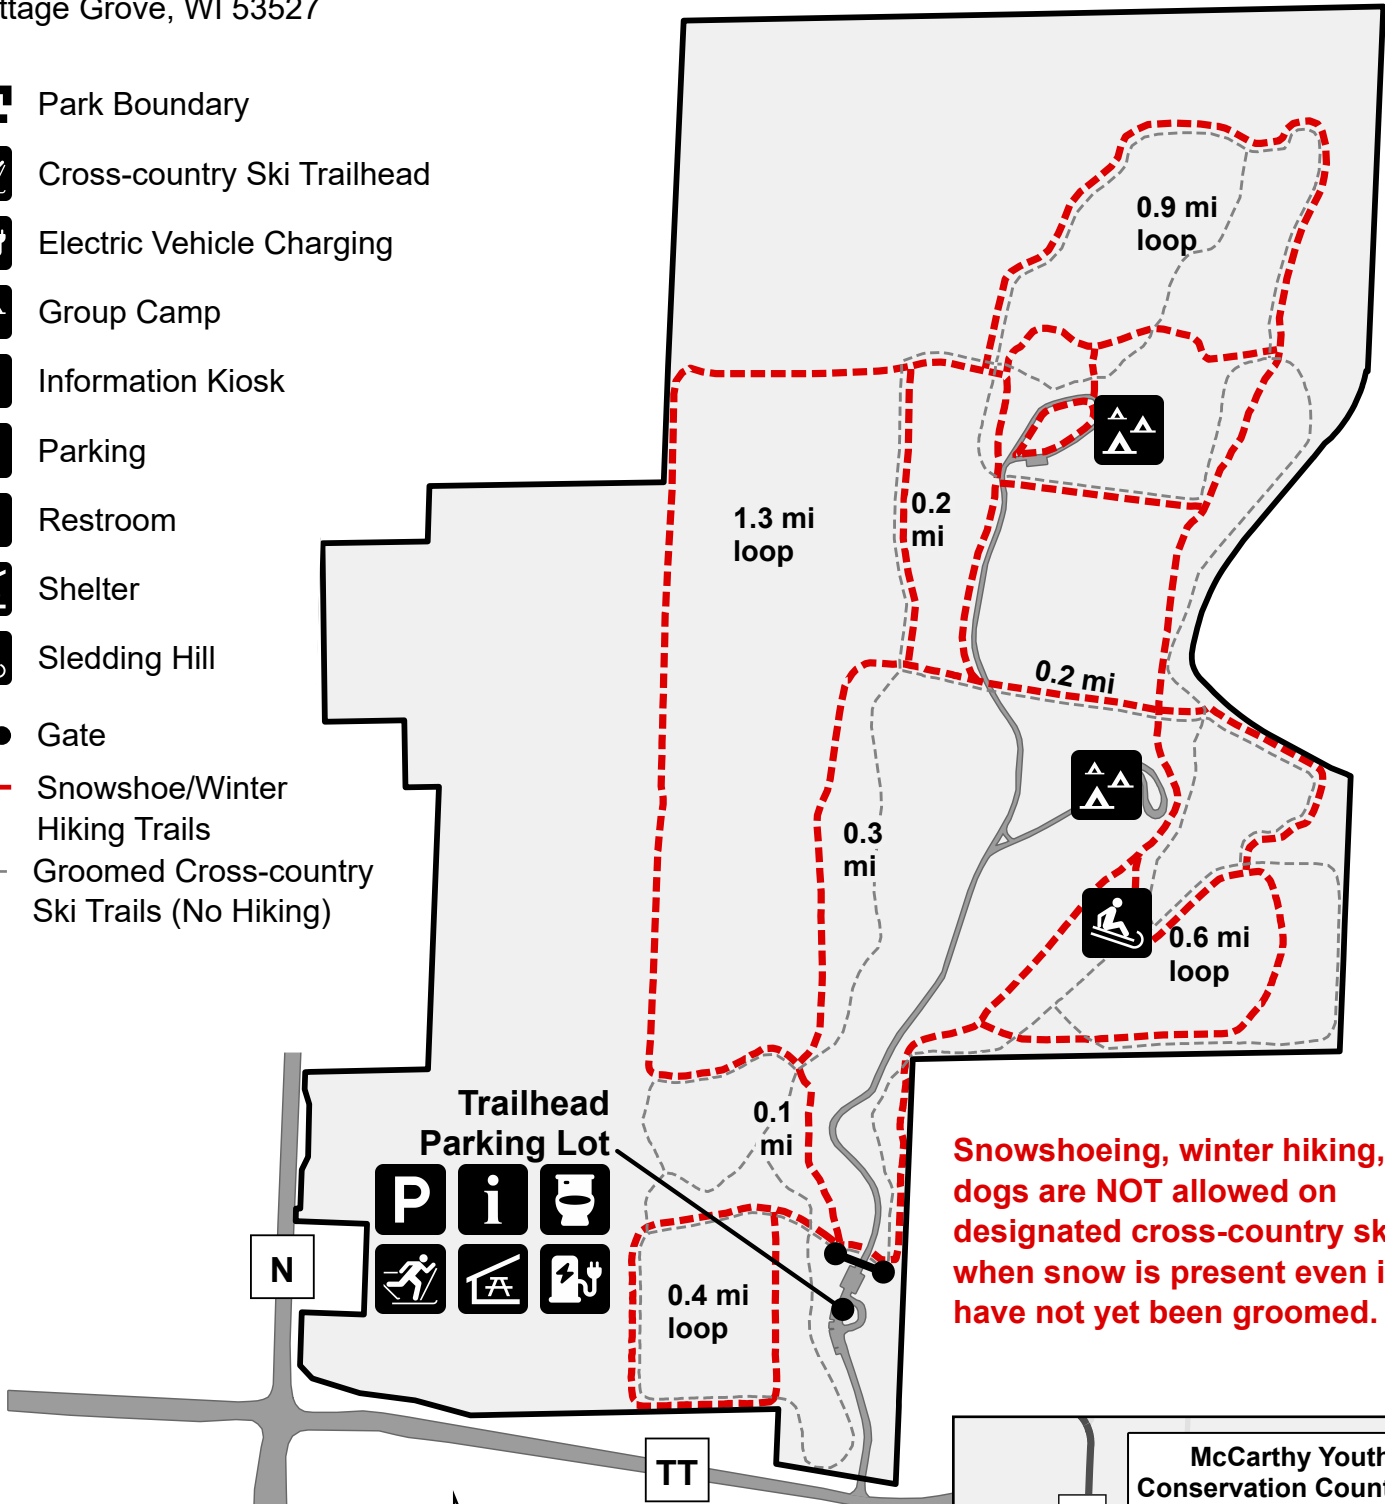 ttage Grove, WI 53527
Park Boundary
Cross-country Ski Trailhead
Electric Vehicle Charging
Group Camp
Information Kiosk
Parking
Restroom
Shelter
Sledding Hill
Gate
Snowshoe/Winter
Hiking Trails
Groomed Cross-country
Ski Trails (No Hiking)
0.9 mi
loop
1.3 mi
loop
0.2
mi
0.2 mi
0.3
mi
0.6 mi
loop
0.1
mi
Trailhead
Parking Lot
P
i
0.4 mi
loop
N
TT
Snowshoeing, winter hiking,
dogs are NOT allowed on
designated cross-country sk
when snow is present even i
have not yet been groomed.
McCarthy Youth
Conservation Count